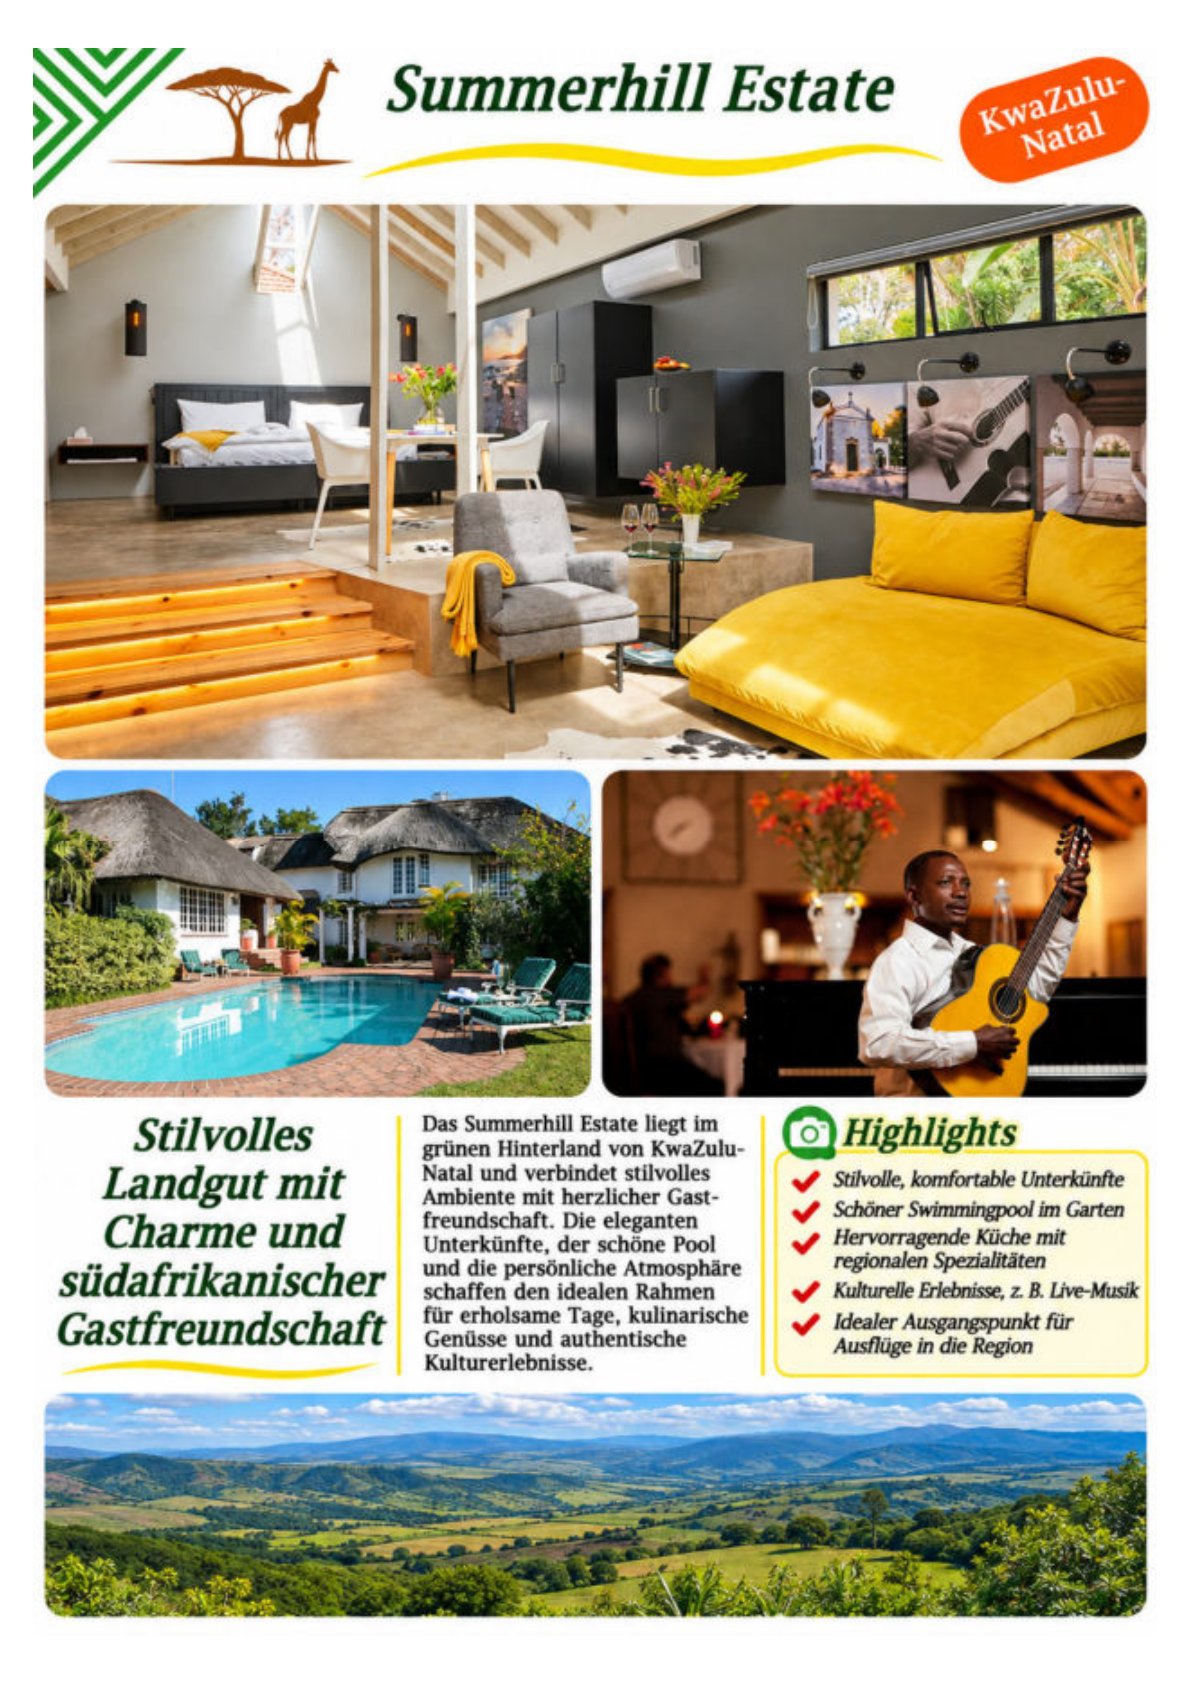 Summerhill Estate
KwaZulu-
Natal
Stilvolles
Landgut mit
Charme und
südafrikanischer
Gastfreundschaft
Das Summerhill Estate liegt im
grünen Hinterland von KwaZulu-
Natal und verbindet stilvolles
Ambiente mit herzlicher Gast-
freundschaft. Die eleganten
Unterkünfte, der schöne Pool
und die persönliche Atmosphäre
schaffen den idealen Rahmen
für erholsame Tage, kulinarische
Genüsse und authentische
Kulturerlebnisse.
Highlights
Stilvolle, komfortable Unterkünfte
Schöner Swimmingpool im Garten
Hervorragende Küche mit
regionalen Spezialitäten
Kulturelle Erlebnisse, z. B. Live-Musik
Idealer Ausgangspunkt für
Ausflüge in die Region